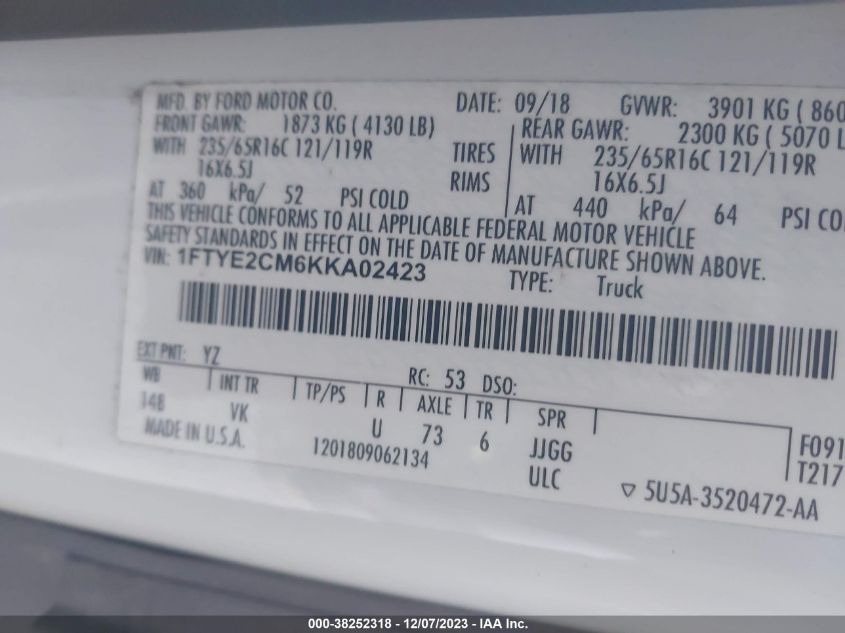 MFD. BY FORD MOTOR CO. DATE: 09/18 GVWR: 3901 KG ( 860
FRONT GAWR: 1873 KG ( 4130 LB) REAR GAWR: 2300 KG ( 5070 L
WITH 235/65R16C 121/119R TIRES WITH 235/65R16C 121/119R
16X6.5J RIMS 16X6.5J
AT 360 kPa/ 52 PSI COLD AT 440 kPa/ 64 PSI CO
THIS VEHICLE CONFORMS TO ALL APPLICABLE FEDERAL MOTOR VEHICLE
SAFETY STANDARDS IN EFFECT ON THE DATE OF MANUFACTURE SHOWN ABOVE.
VIN: 1FTYE2CM6KKA02423 TYPE: Truck
EXT PNT: YZ RC: 53 DSO:
WB INT TR TP/PS R AXLE TR SPR
148 VK U 73 6 JJGG F091
MADE IN U.S.A. 1201809062134 ULC T217
▽ 5U5A-3520472-AA
000-38252318 - 12/07/2023 - IAA Inc.